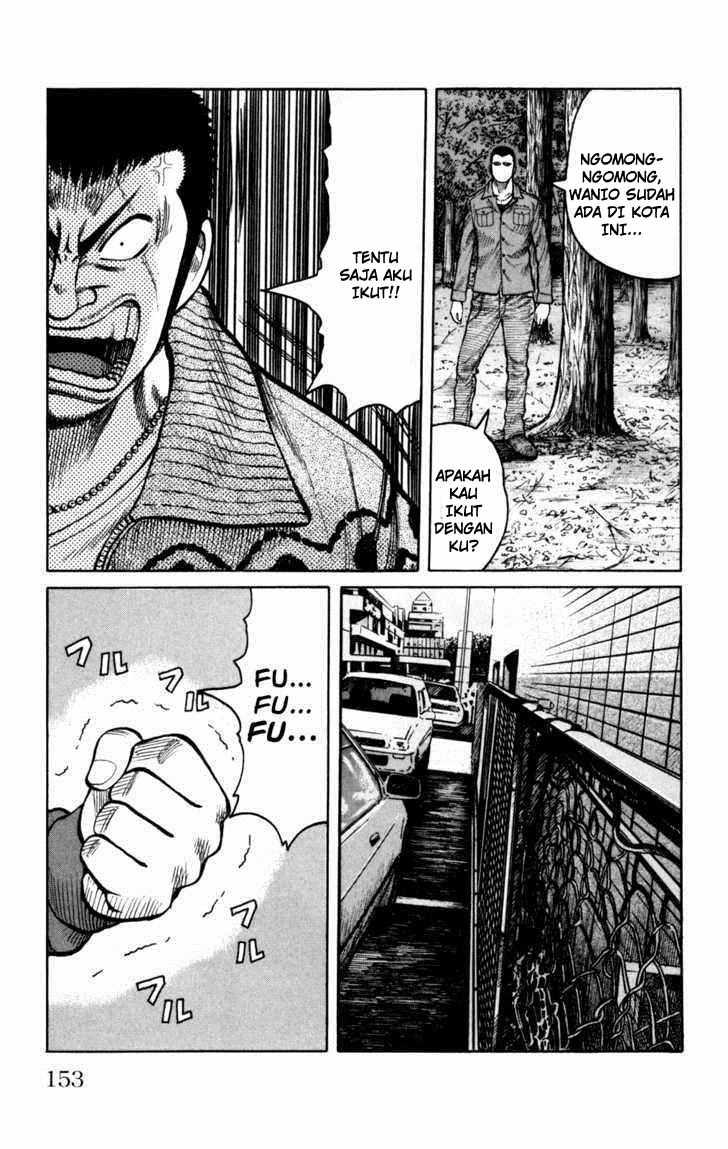 NGOMONG-
NGOMONG,
WANIO SUDAH
ADA DI KOTA
INI...
APAKAH
KAU
IKUT
DENGAN
KU?
TENTU
SAJA AKU
IKUT!!
FU...
FU...
FU...
フル
フル
フル
フル
153